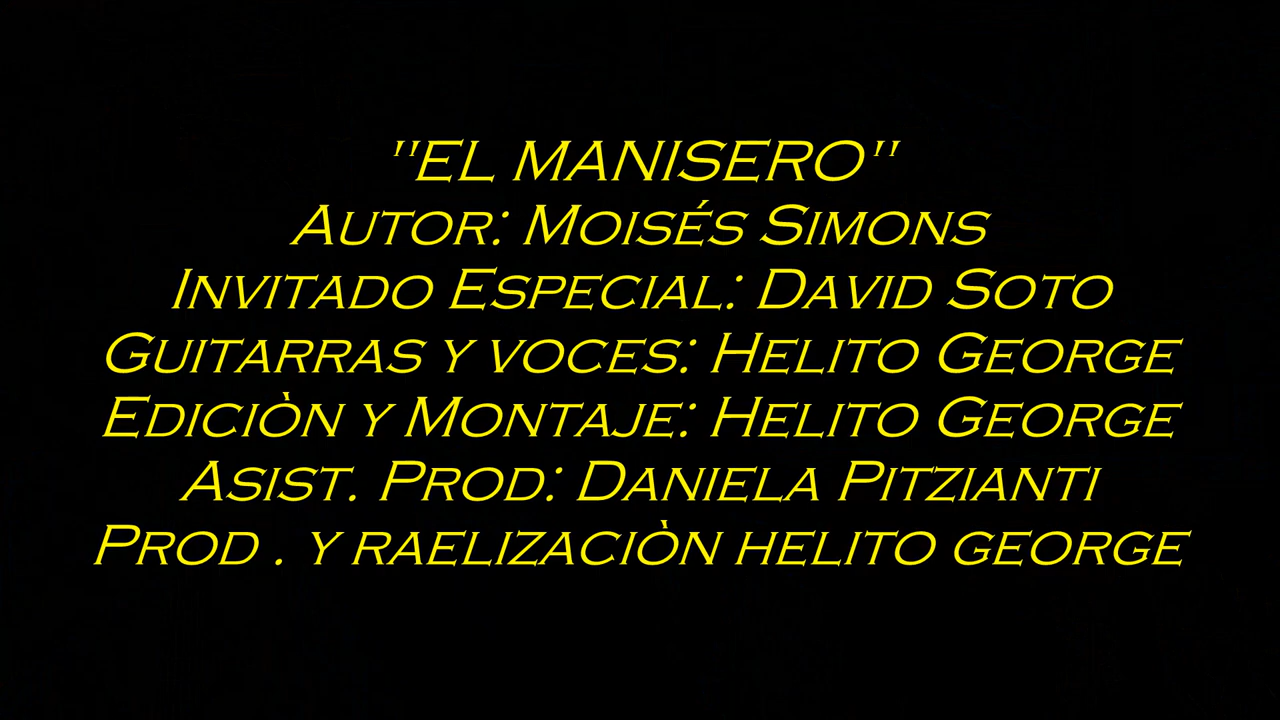 "EL MANISERO"
AUTOR: MOISÉS SIMONS
INVITADO ESPECIAL: DAVID SOTO
GUITARRAS Y VOCES: HELITO GEORGE
EDICIÒN Y MONTAJE: HELITO GEORGE
ASIST. PROD: DANIELA PITZIANTI
PROD . Y RAELIZACIÒN HELITO GEORGE